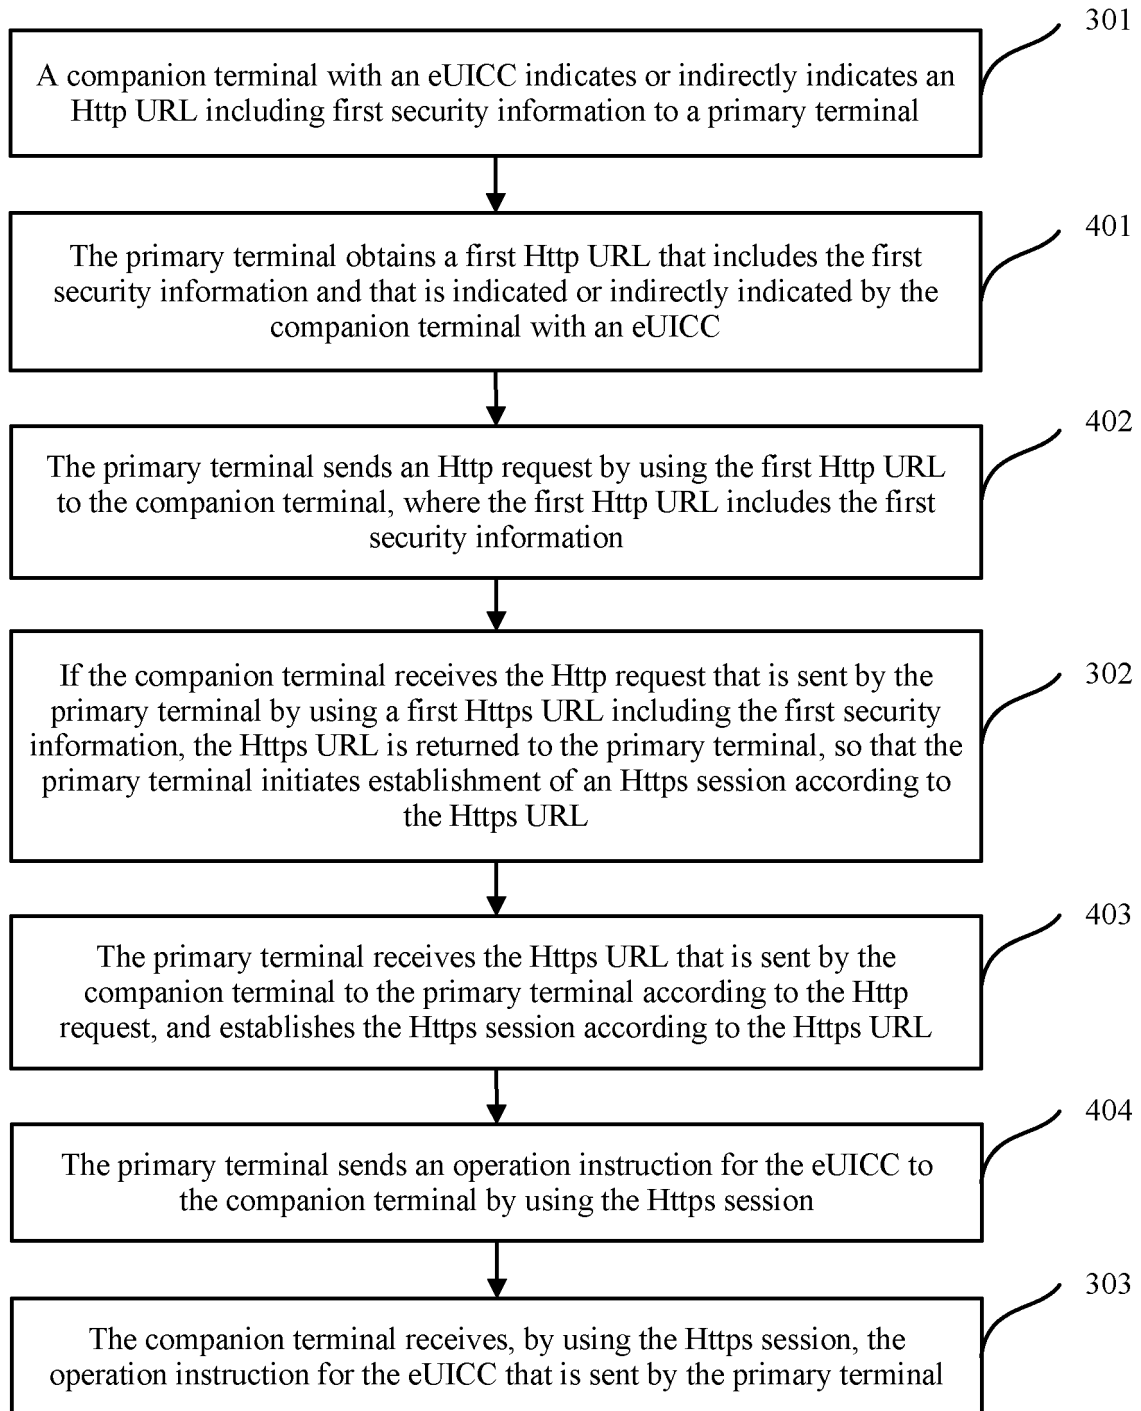 301
A companion terminal with an eUICC indicates or indirectly indicates an
Http URL including first security information to a primary terminal
401
The primary terminal obtains a first Http URL that includes the first
security information and that is indicated or indirectly indicated by the
companion terminal with an eUICC
402
The primary terminal sends an Http request by using the first Http URL
to the companion terminal, where the first Http URL includes the first
security information
302
If the companion terminal receives the Http request that is sent by the
primary terminal by using a first Https URL including the first security
information, the Https URL is returned to the primary terminal, so that the
primary terminal initiates establishment of an Https session according to
the Https URL
403
The primary terminal receives the Https URL that is sent by the
companion terminal to the primary terminal according to the Http
request, and establishes the Https session according to the Https URL
404
The primary terminal sends an operation instruction for the eUICC to
the companion terminal by using the Https session
303
The companion terminal receives, by using the Https session, the
operation instruction for the eUICC that is sent by the primary terminal